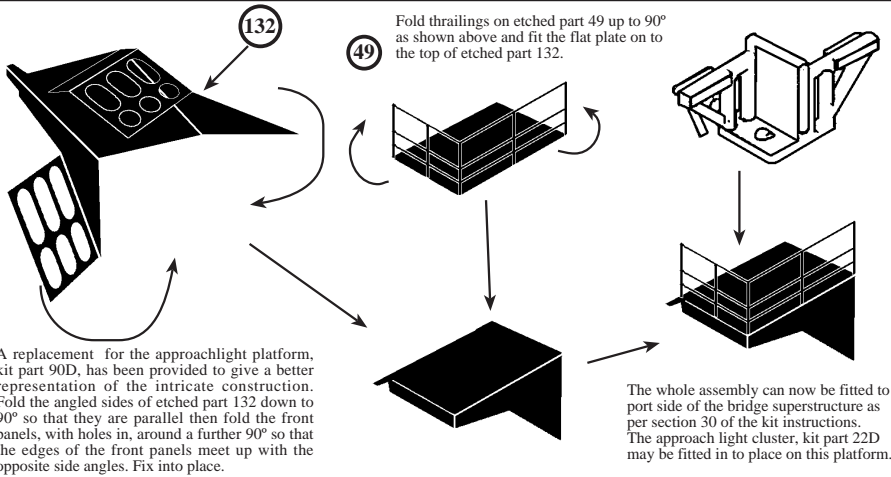 132
49
Fold thrailings on etched part 49 up to 90º
as shown above and fit the flat plate on to
the top of etched part 132.
A replacement for the approachlight platform,
kit part 90D, has been provided to give a better
representation of the intricate construction.
Fold the angled sides of etched part 132 down to
90º so that they are parallel then fold the front
panels, with holes in, around a further 90º so that
the edges of the front panels meet up with the
opposite side angles. Fix into place.
The whole assembly can now be fitted to
port side of the bridge superstructure as
per section 30 of the kit instructions.
The approach light cluster, kit part 22D
may be fitted in to place on this platform.